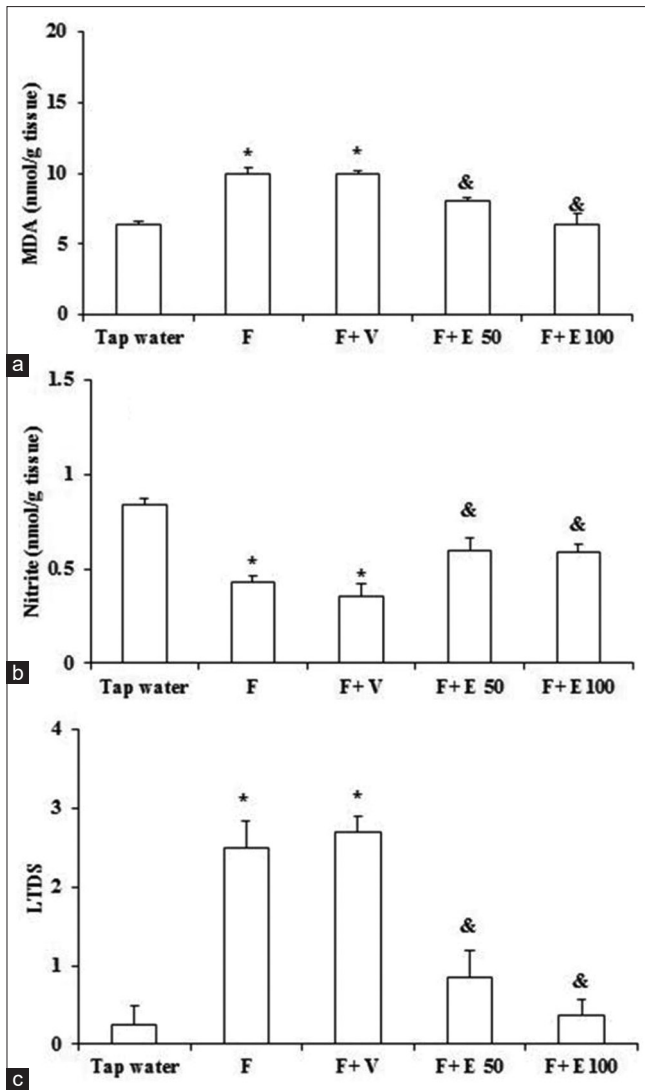 20
15
10
5
0
MDA (nmol/g tissue)
* * & &
Tap water F F+ V F+ E 50 F+ E 100
a
1.5
1
0.5
0
Nitrite (nmol/g tissue)
* * & &
Tap water F F+ V F+ E 50 F+ E 100
b
4
3
2
1
0
LTDS
* * & &
Tap water F F+ V F+ E 50 F+ E 100
c